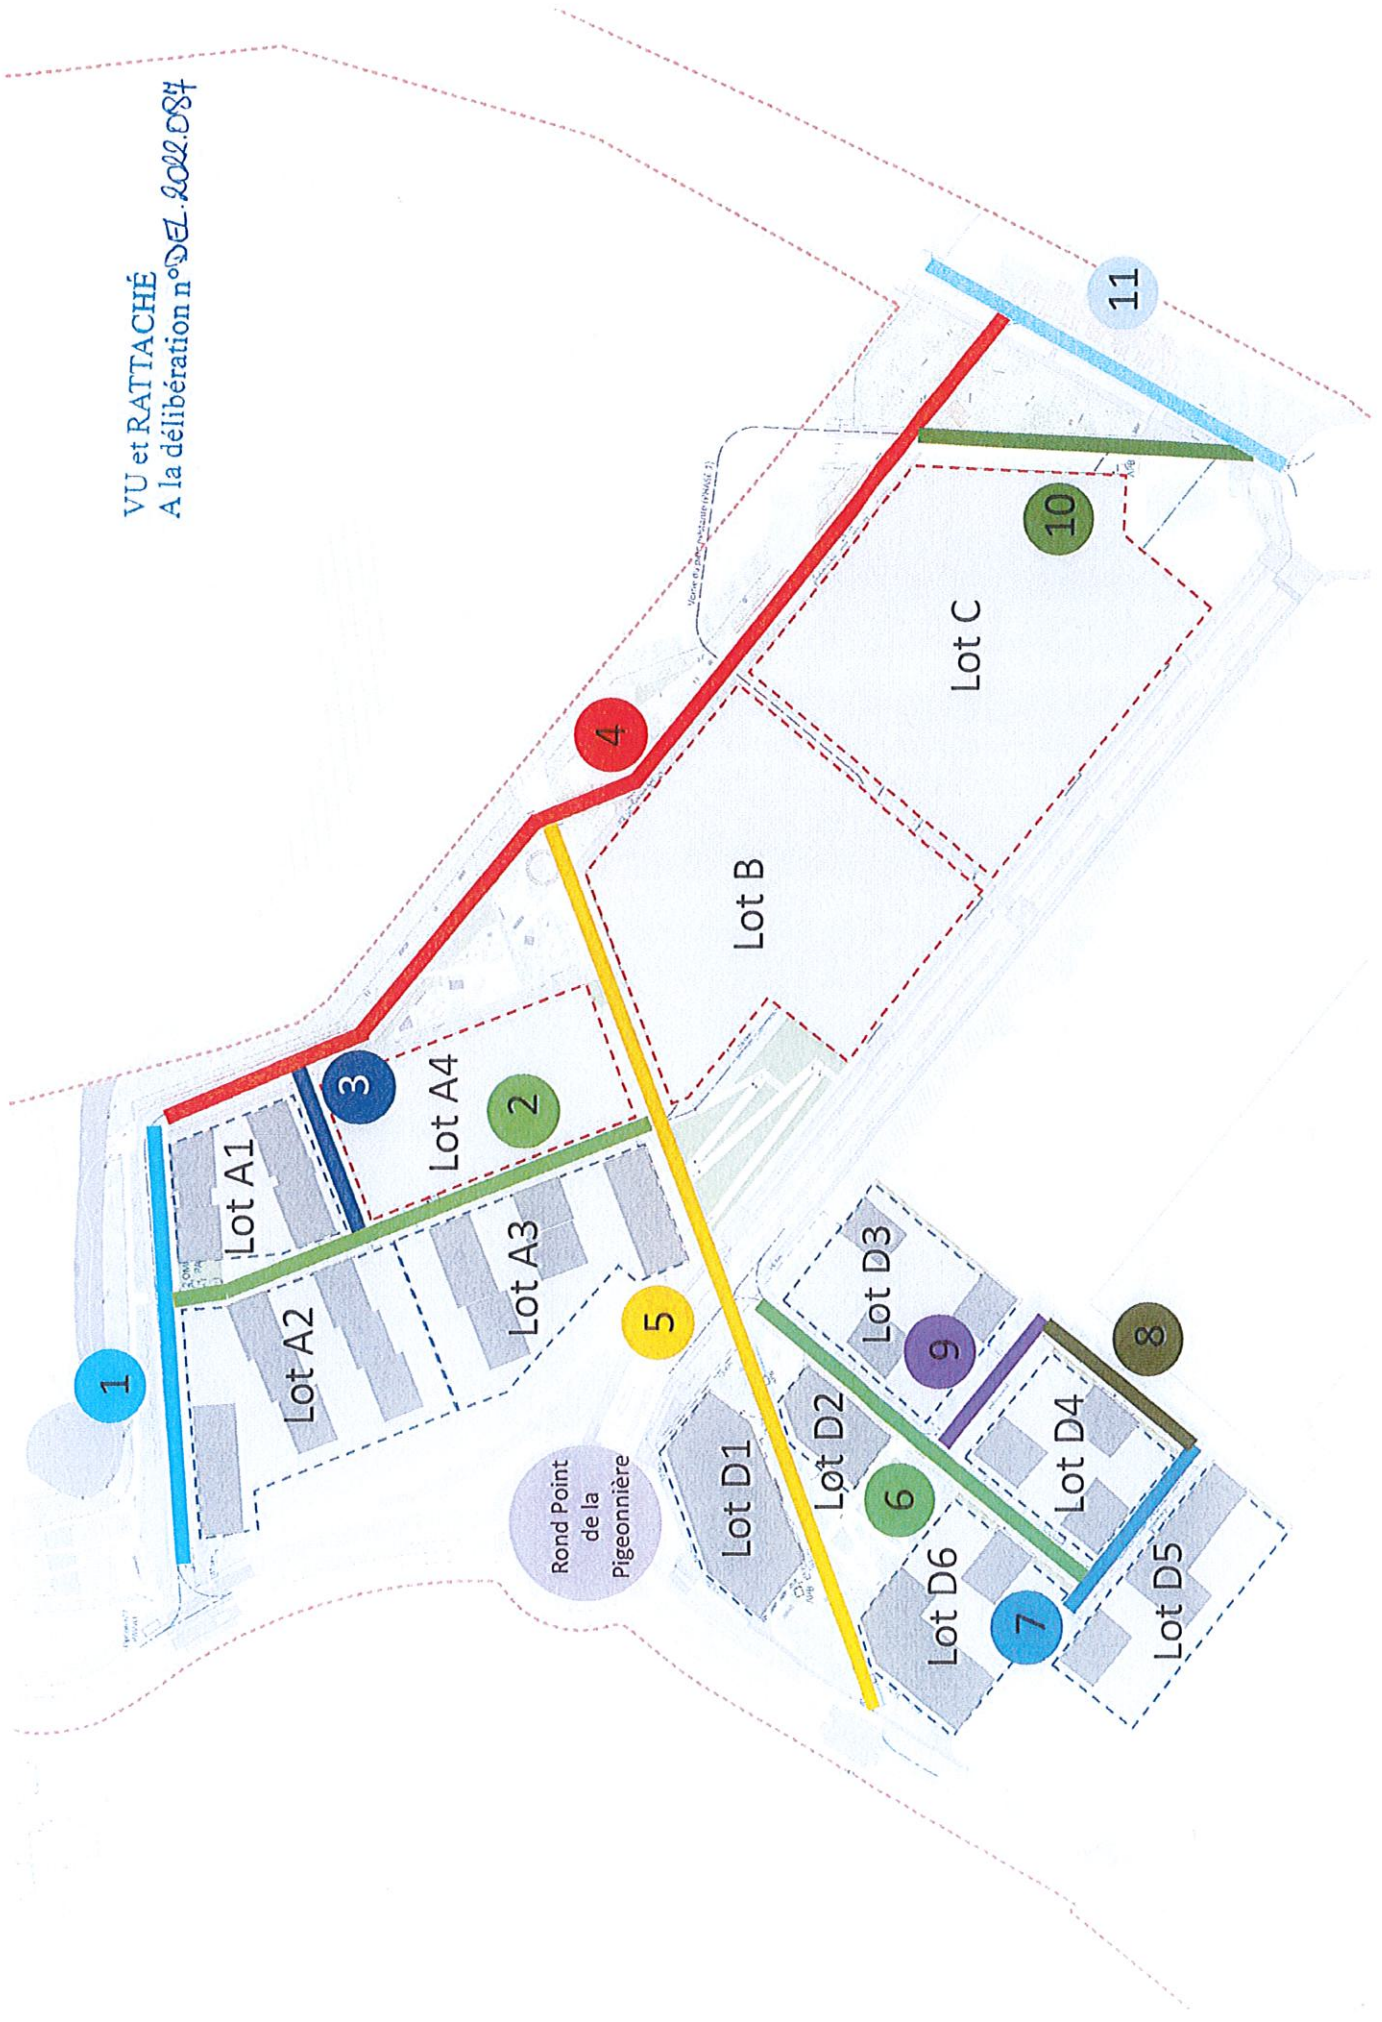 VU et RATTACHÉ
A la délibération n° DEL.2022.084
1
Lot A1
Lot A2
3
Lot A4
2
Lot A3
4
5
Rond Point
de la
Pigeonnière
Lot B
Lot C
10
11
Lot D1
Lot D2
Lot D3
6
9
Lot D4
8
Lot D6
7
Lot D5